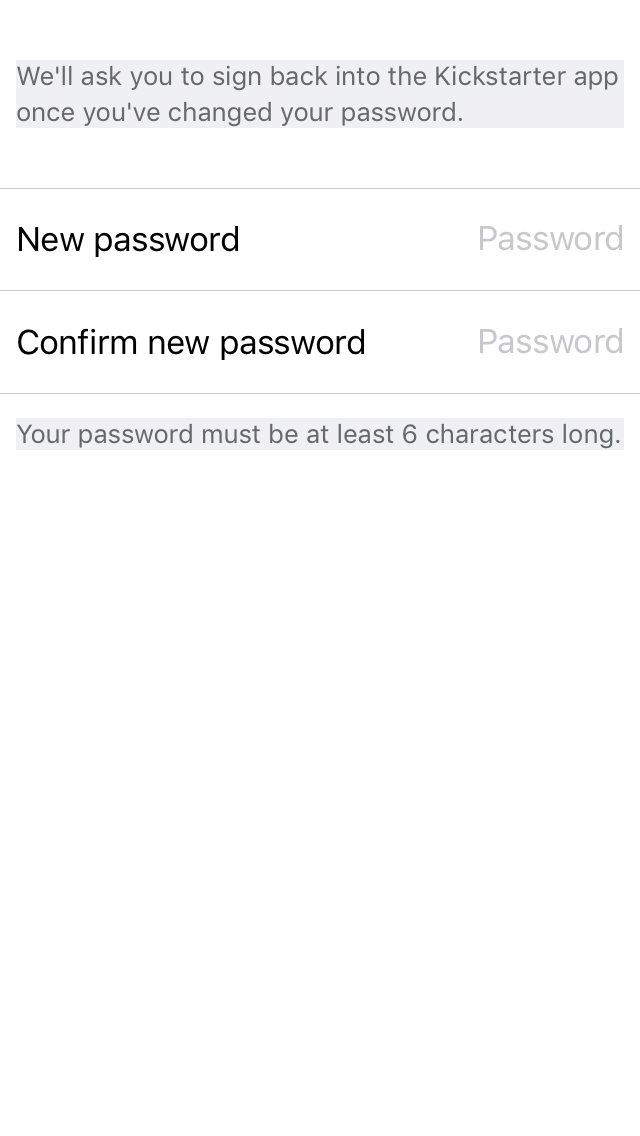 We'll ask you to sign back into the Kickstarter app
once you've changed your password.
New password Password
Confirm new password Password
Your password must be at least 6 characters long.